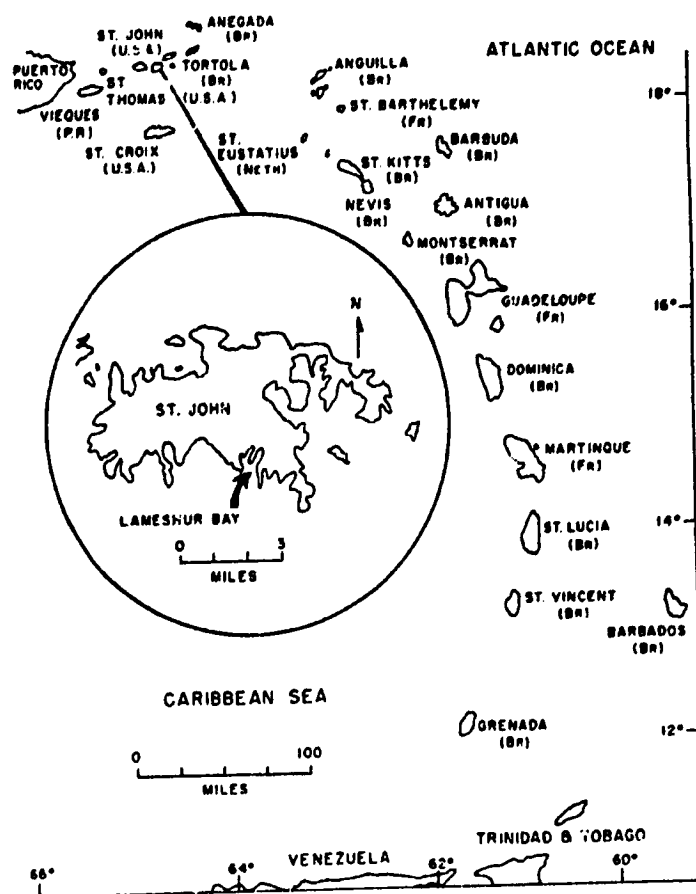 ATLANTIC OCEAN
ANEGADA
(BR)
ST. JOHN
(U.S.A)
TORTOLA
(BR)
(U.S.A)
PUERTO
RICO
ST
THOMAS
VIEQUES
(P.R)
ST. CROIX
(U.S.A.)
ANGUILLA
(BR)
ST. BARTHELEMY
(FR)
18°
ST.
EUSTATIUS
(NETH)
BARBUDA
(BR)
ST. KITTS
(BR)
NEVIS
(BR)
ANTIGUA
(BR)
MONTSERRAT
(BR)
GUADELOUPE
(FR)
16°
N
DOMINICA
(BR)
ST. JOHN
MARTINQUE
(FR)
LAMESHUR BAY
0 3
MILES
14°
ST. LUCIA
(BR)
ST. VINCENT
(BR)
BARBADOS
(BR)
CARIBBEAN SEA
GRENADA
(BR)
12°
0 100
MILES
TRINIDAD & TOBAGO
VENEZUELA
66° 64° 62° 60°